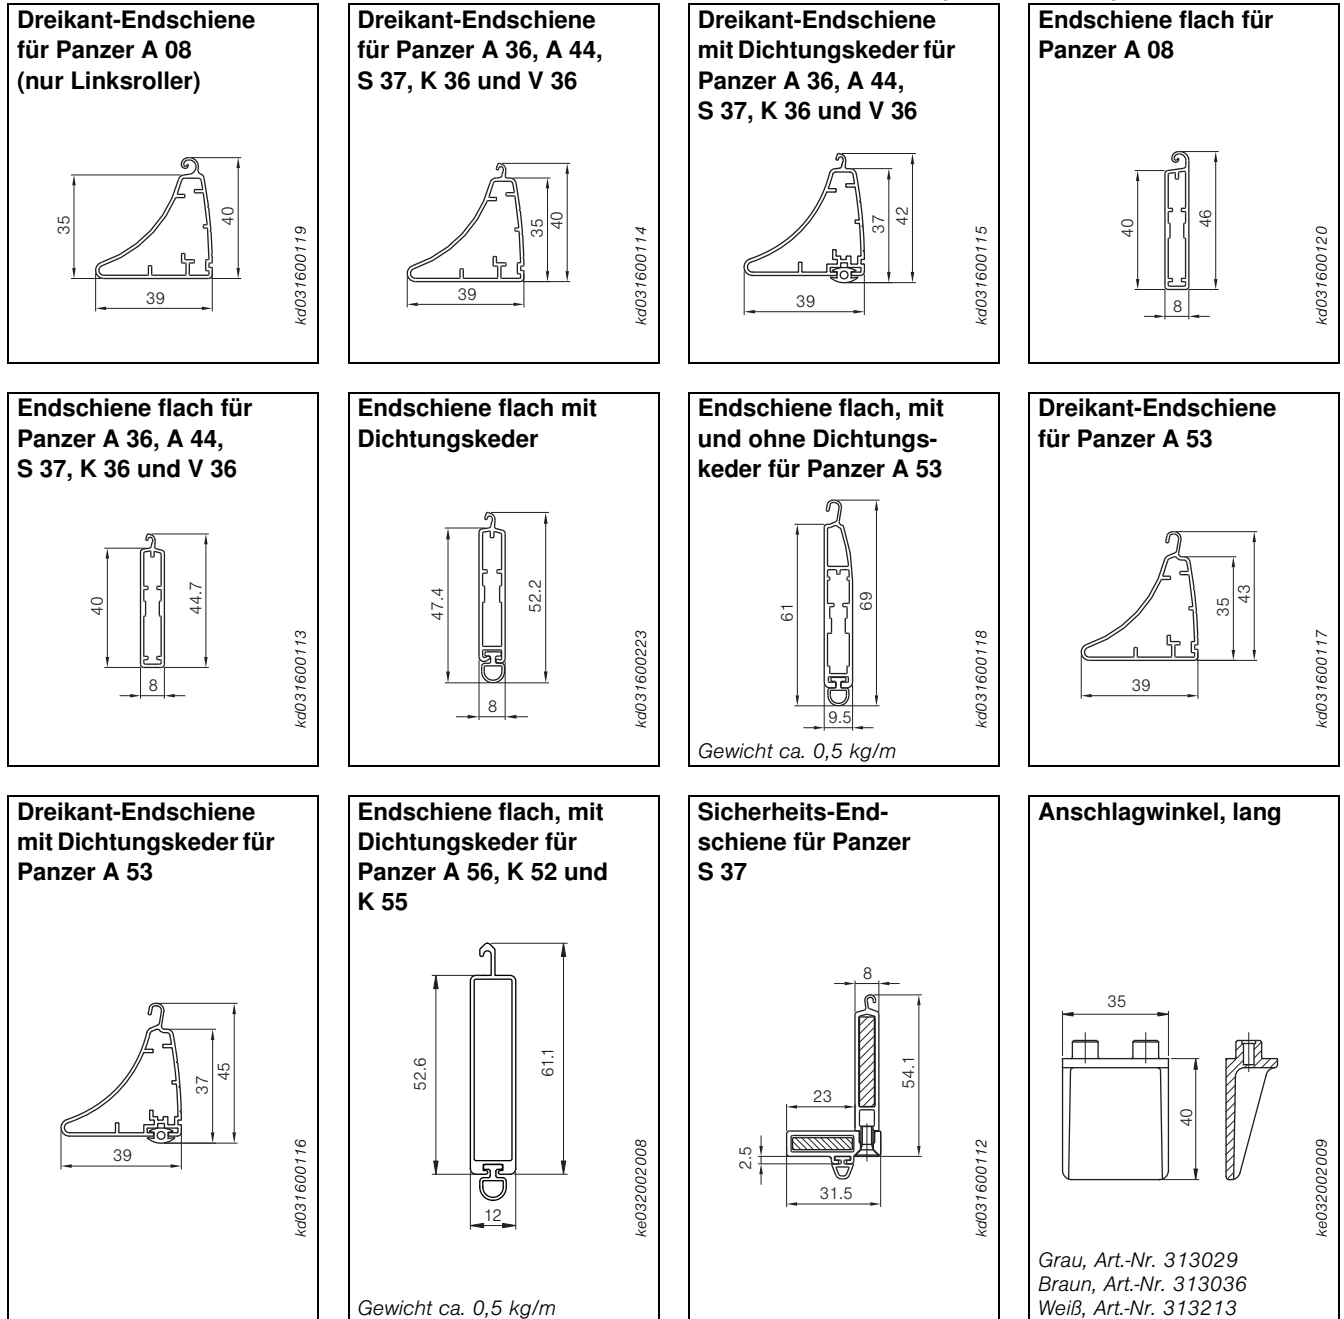 Dreikant-Endschiene
für Panzer A 08
(nur Linksroller)
35
40
39
kd031600119
Dreikant-Endschiene
für Panzer A 36, A 44,
S 37, K 36 und V 36
35
40
39
kd031600114
Dreikant-Endschiene
mit Dichtungskeder für
Panzer A 36, A 44,
S 37, K 36 und V 36
37
42
39
kd031600115
Endschiene flach für
Panzer A 08
40
46
8
kd031600120
Endschiene flach für
Panzer A 36, A 44,
S 37, K 36 und V 36
40
44.7
8
kd031600113
Endschiene flach mit
Dichtungskeder
47.4
52.2
8
kd031600223
Endschiene flach, mit
und ohne Dichtungs-
keder für Panzer A 53
61
69
9.5
kd031600118
Gewicht ca. 0,5 kg/m
Dreikant-Endschiene
für Panzer A 53
35
43
39
kd031600117
Dreikant-Endschiene
mit Dichtungskeder für
Panzer A 53
37
45
39
kd031600116
Endschiene flach, mit
Dichtungskeder für
Panzer A 56, K 52 und
K 55
52.6
61.1
12
ke032002008
Gewicht ca. 0,5 kg/m
Sicherheits-End-
schiene für Panzer
S 37
8
54.1
23
2.5
31.5
kd031600112
Anschlagwinkel, lang
35
40
ke032002009
Grau, Art.-Nr. 313029
Braun, Art.-Nr. 313036
Weiß, Art.-Nr. 313213